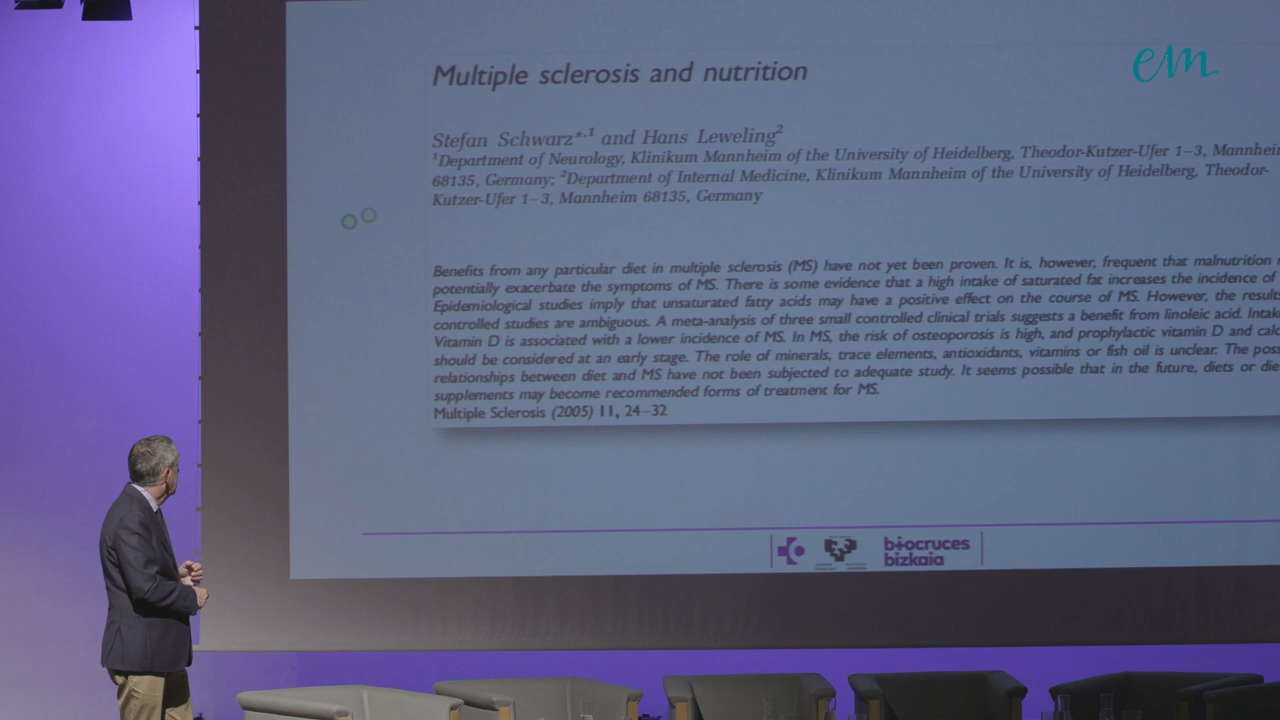 em
Multiple sclerosis and nutrition
Stefan Schwarz*,1 and Hans Leweling2
1Department of Neurology, Klinikum Mannheim of the University of Heidelberg, Theodor-Kutzer-Ufer 1–3, Mannheim
68135, Germany; 2Department of Internal Medicine, Klinikum Mannheim of the University of Heidelberg, Theodor-
Kutzer-Ufer 1–3, Mannheim 68135, Germany
Benefits from any particular diet in multiple sclerosis (MS) have not yet been proven. It is, however, frequent that malnutrition
potentially exacerbate the symptoms of MS. There is some evidence that a high intake of saturated fat increases the incidence of
Epidemiological studies imply that unsaturated fatty acids may have a positive effect on the course of MS. However, the results
controlled studies are ambiguous. A meta-analysis of three small controlled clinical trials suggests a benefit from linoleic acid.
Vitamin D is associated with a lower incidence of MS. In MS, the risk of osteoporosis is high, and prophylactic vitamin D and
should be considered at an early stage. The role of minerals, trace elements, antioxidants, vitamins or fish oil is unclear. The
relationships between diet and MS have not been subjected to adequate study. It seems possible that in the future, diets or
supplements may become recommended forms of treatment for MS.
Multiple Sclerosis (2005) 11, 24–32
biocruces
bizkaia